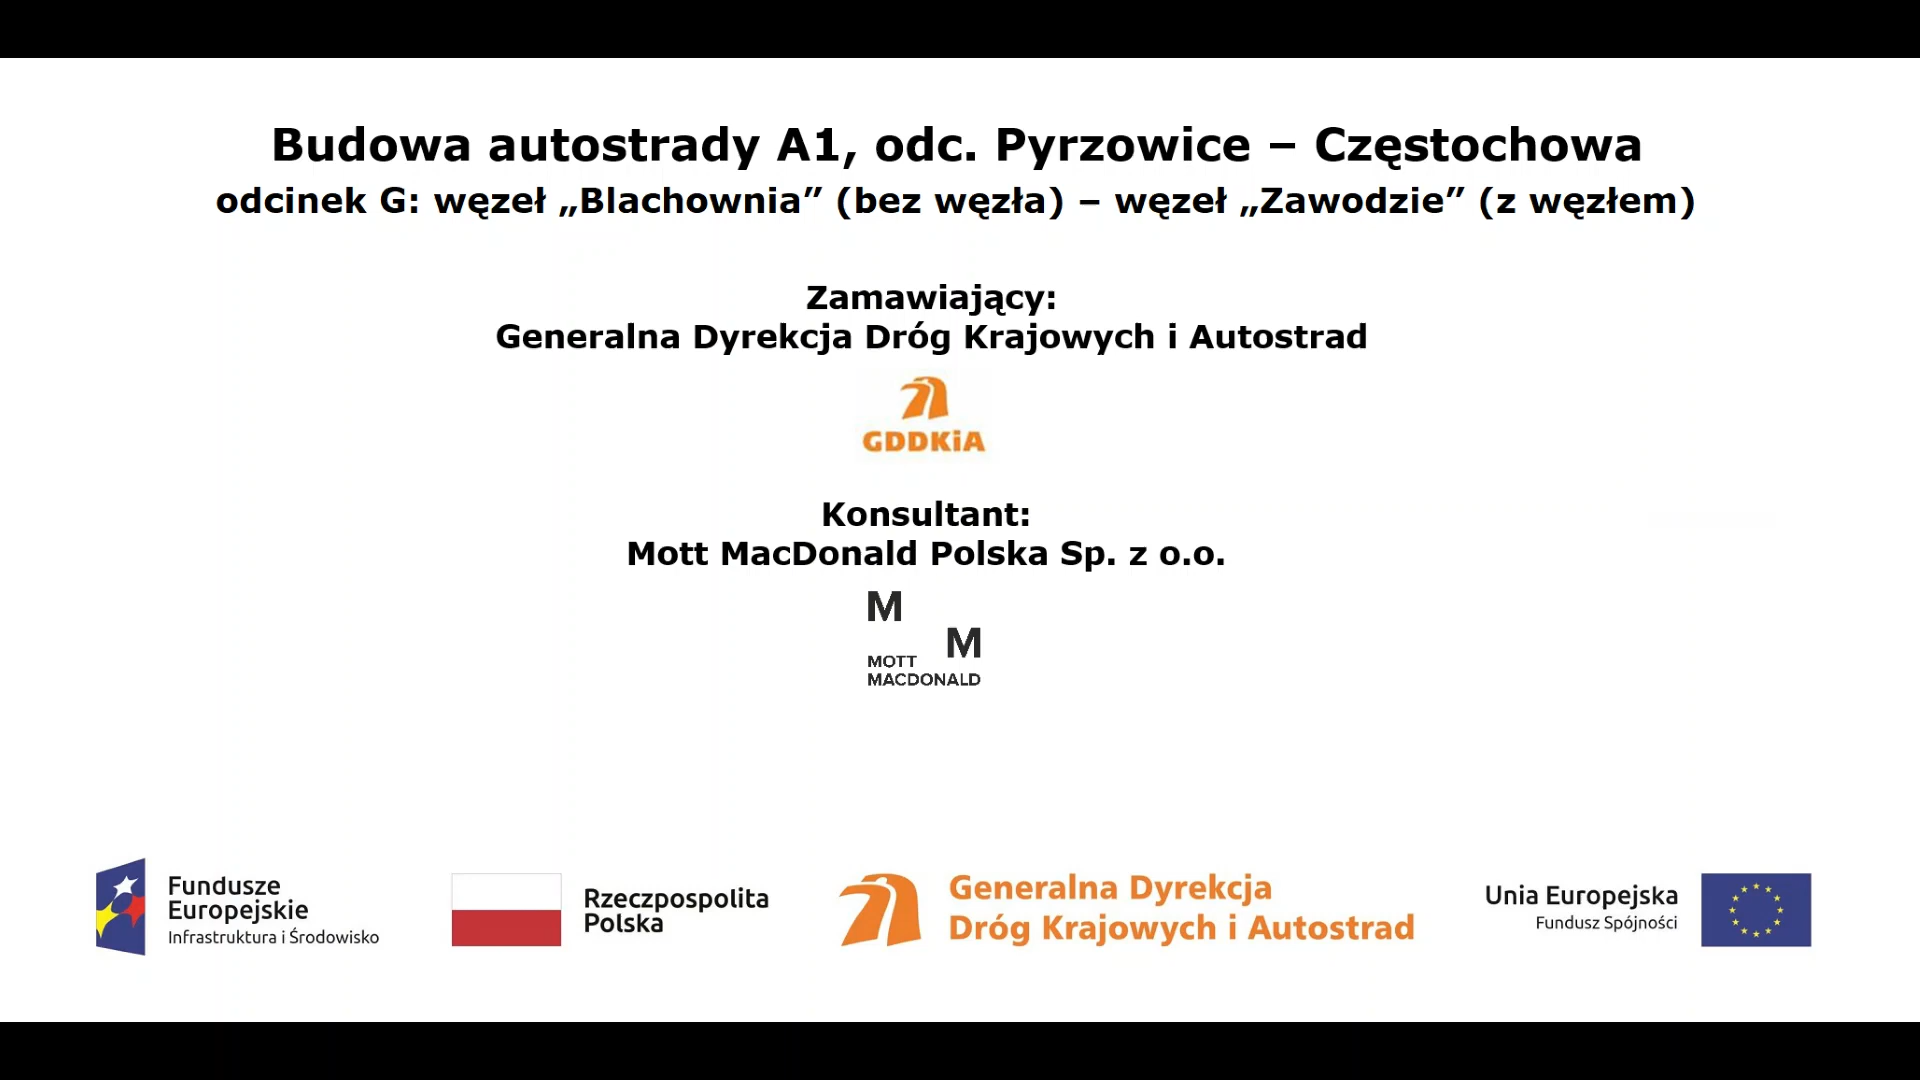 Budowa autostrady A1, odc. Pyrzowice – Częstochowa
odcinek G: węzeł „Blachownia” (bez węzła) – węzeł „Zawodzie” (z węzłem)
Zamawiający:
Generalna Dyrekcja Dróg Krajowych i Autostrad
GDDKiA
Konsultant:
Mott MacDonald Polska Sp. z o.o.
M
M
MOTT
MACDONALD
Fundusze
Europejskie
Infrastruktura i Środowisko
Rzeczpospolita
Polska
Generalna Dyrekcja
Dróg Krajowych i Autostrad
Unia Europejska
Fundusz Spójności